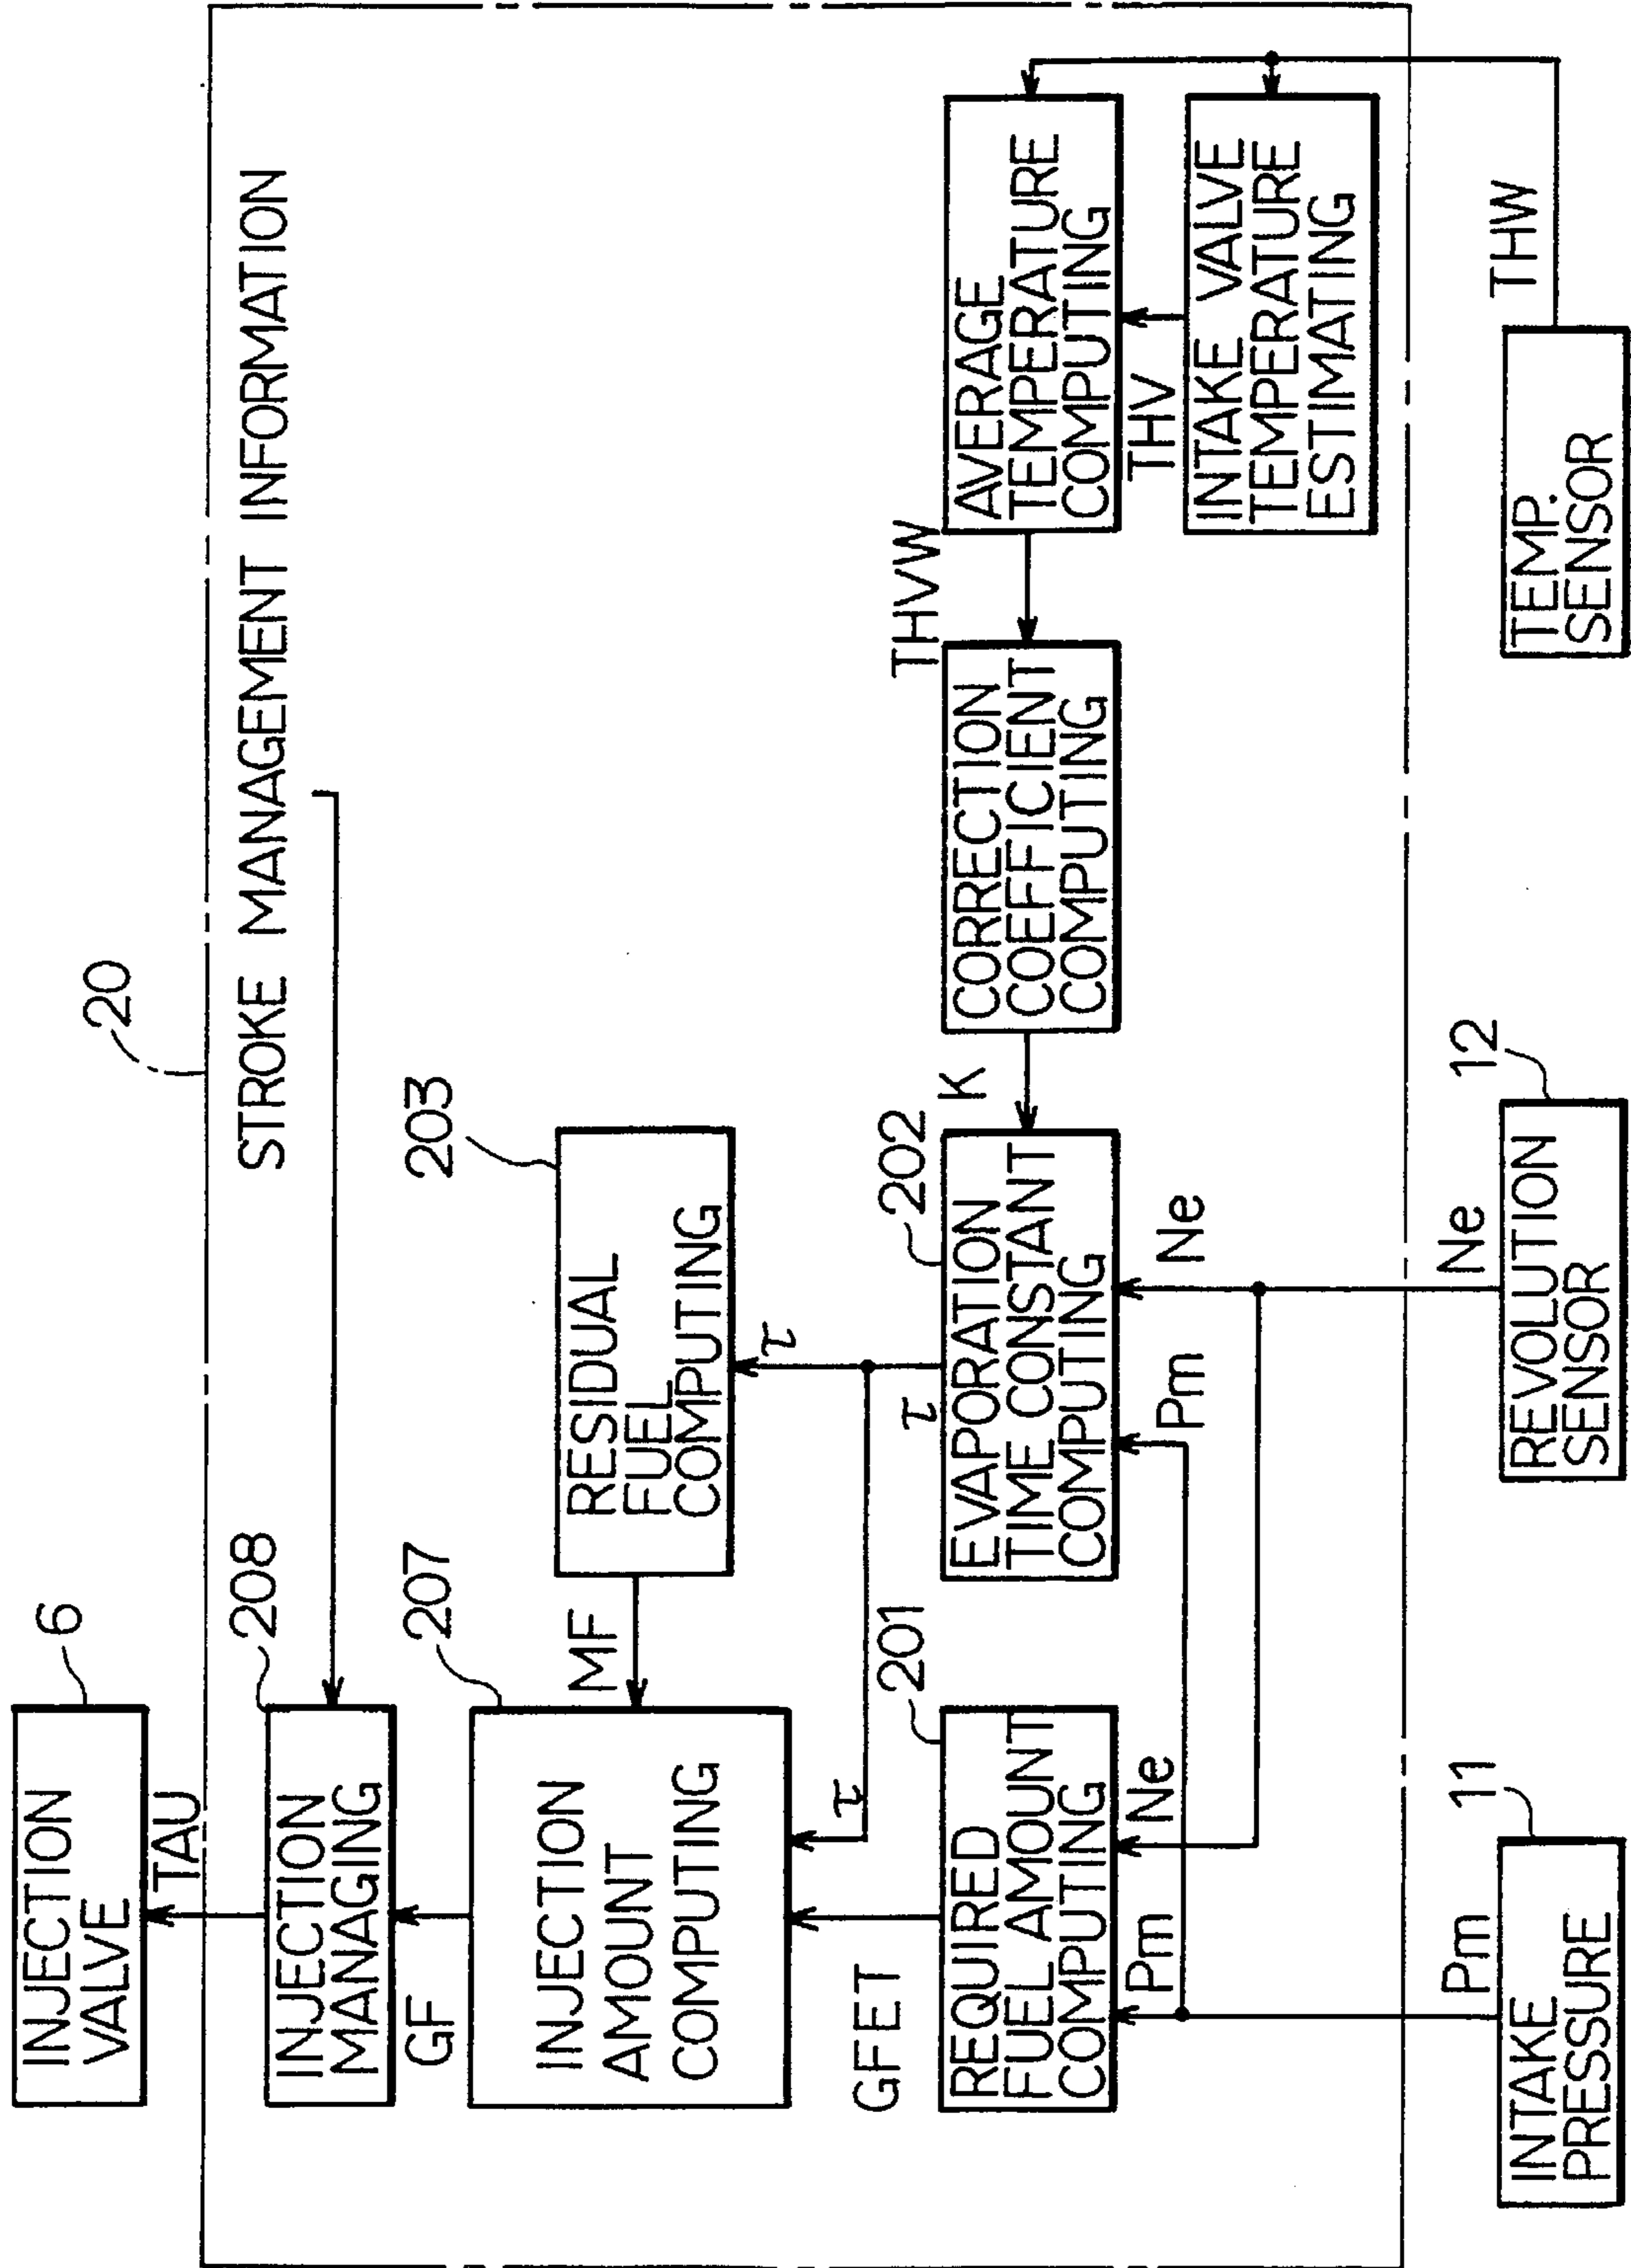 INJECTION
VALVE
6
TAU
20
STROKE MANAGEMENT INFORMATION
INJECTION
MANAGING
208
GF
INJECTION
AMOUNT
COMPUTING
207
MF
RESIDUAL
FUEL
COMPUTING
203
GFET
τ
τ
τ
REQUIRED
FUEL AMOUNT
COMPUTING
201
EVAPORATION
TIME CONSTANT
COMPUTING
202
K
CORRECTION
COEFFICIENT
COMPUTING
THVW
AVERAGE
TEMPERATURE
COMPUTING
Pm
Ne
Pm
Ne
THV
INTAKE VALVE
TEMPERATURE
ESTIMATING
Pm
11
Ne
12
THW
INTAKE
PRESSURE
REVOLUTION
SENSOR
TEMP.
SENSOR